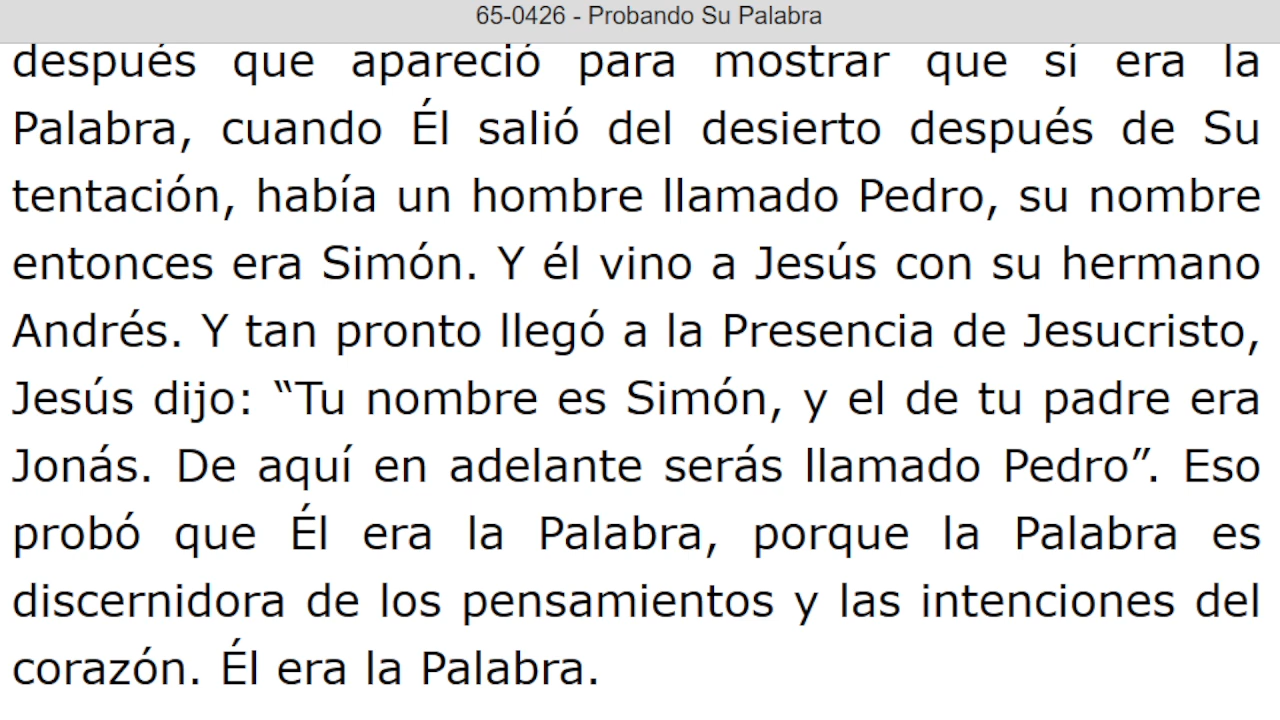 65-0426 - Probando Su Palabra
después que apareció para mostrar que sí era la
Palabra, cuando Él salió del desierto después de Su
tentación, había un hombre llamado Pedro, su nombre
entonces era Simón. Y él vino a Jesús con su hermano
Andrés. Y tan pronto llegó a la Presencia de Jesucristo,
Jesús dijo: “Tu nombre es Simón, y el de tu padre era
Jonás. De aquí en adelante serás llamado Pedro”. Eso
probó que Él era la Palabra, porque la Palabra es
discernidora de los pensamientos y las intenciones del
corazón. Él era la Palabra.